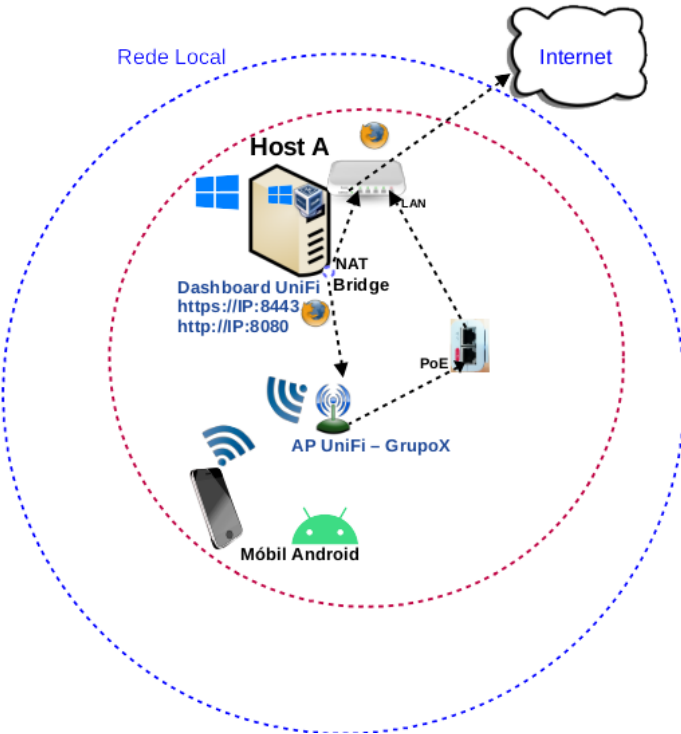 Rede Local
Internet
Host A
LAN
NAT
Bridge
Dashboard UniFi
https://IP:8443
http://IP:8080
PoE
AP UniFi – GrupoX
Móbil Android